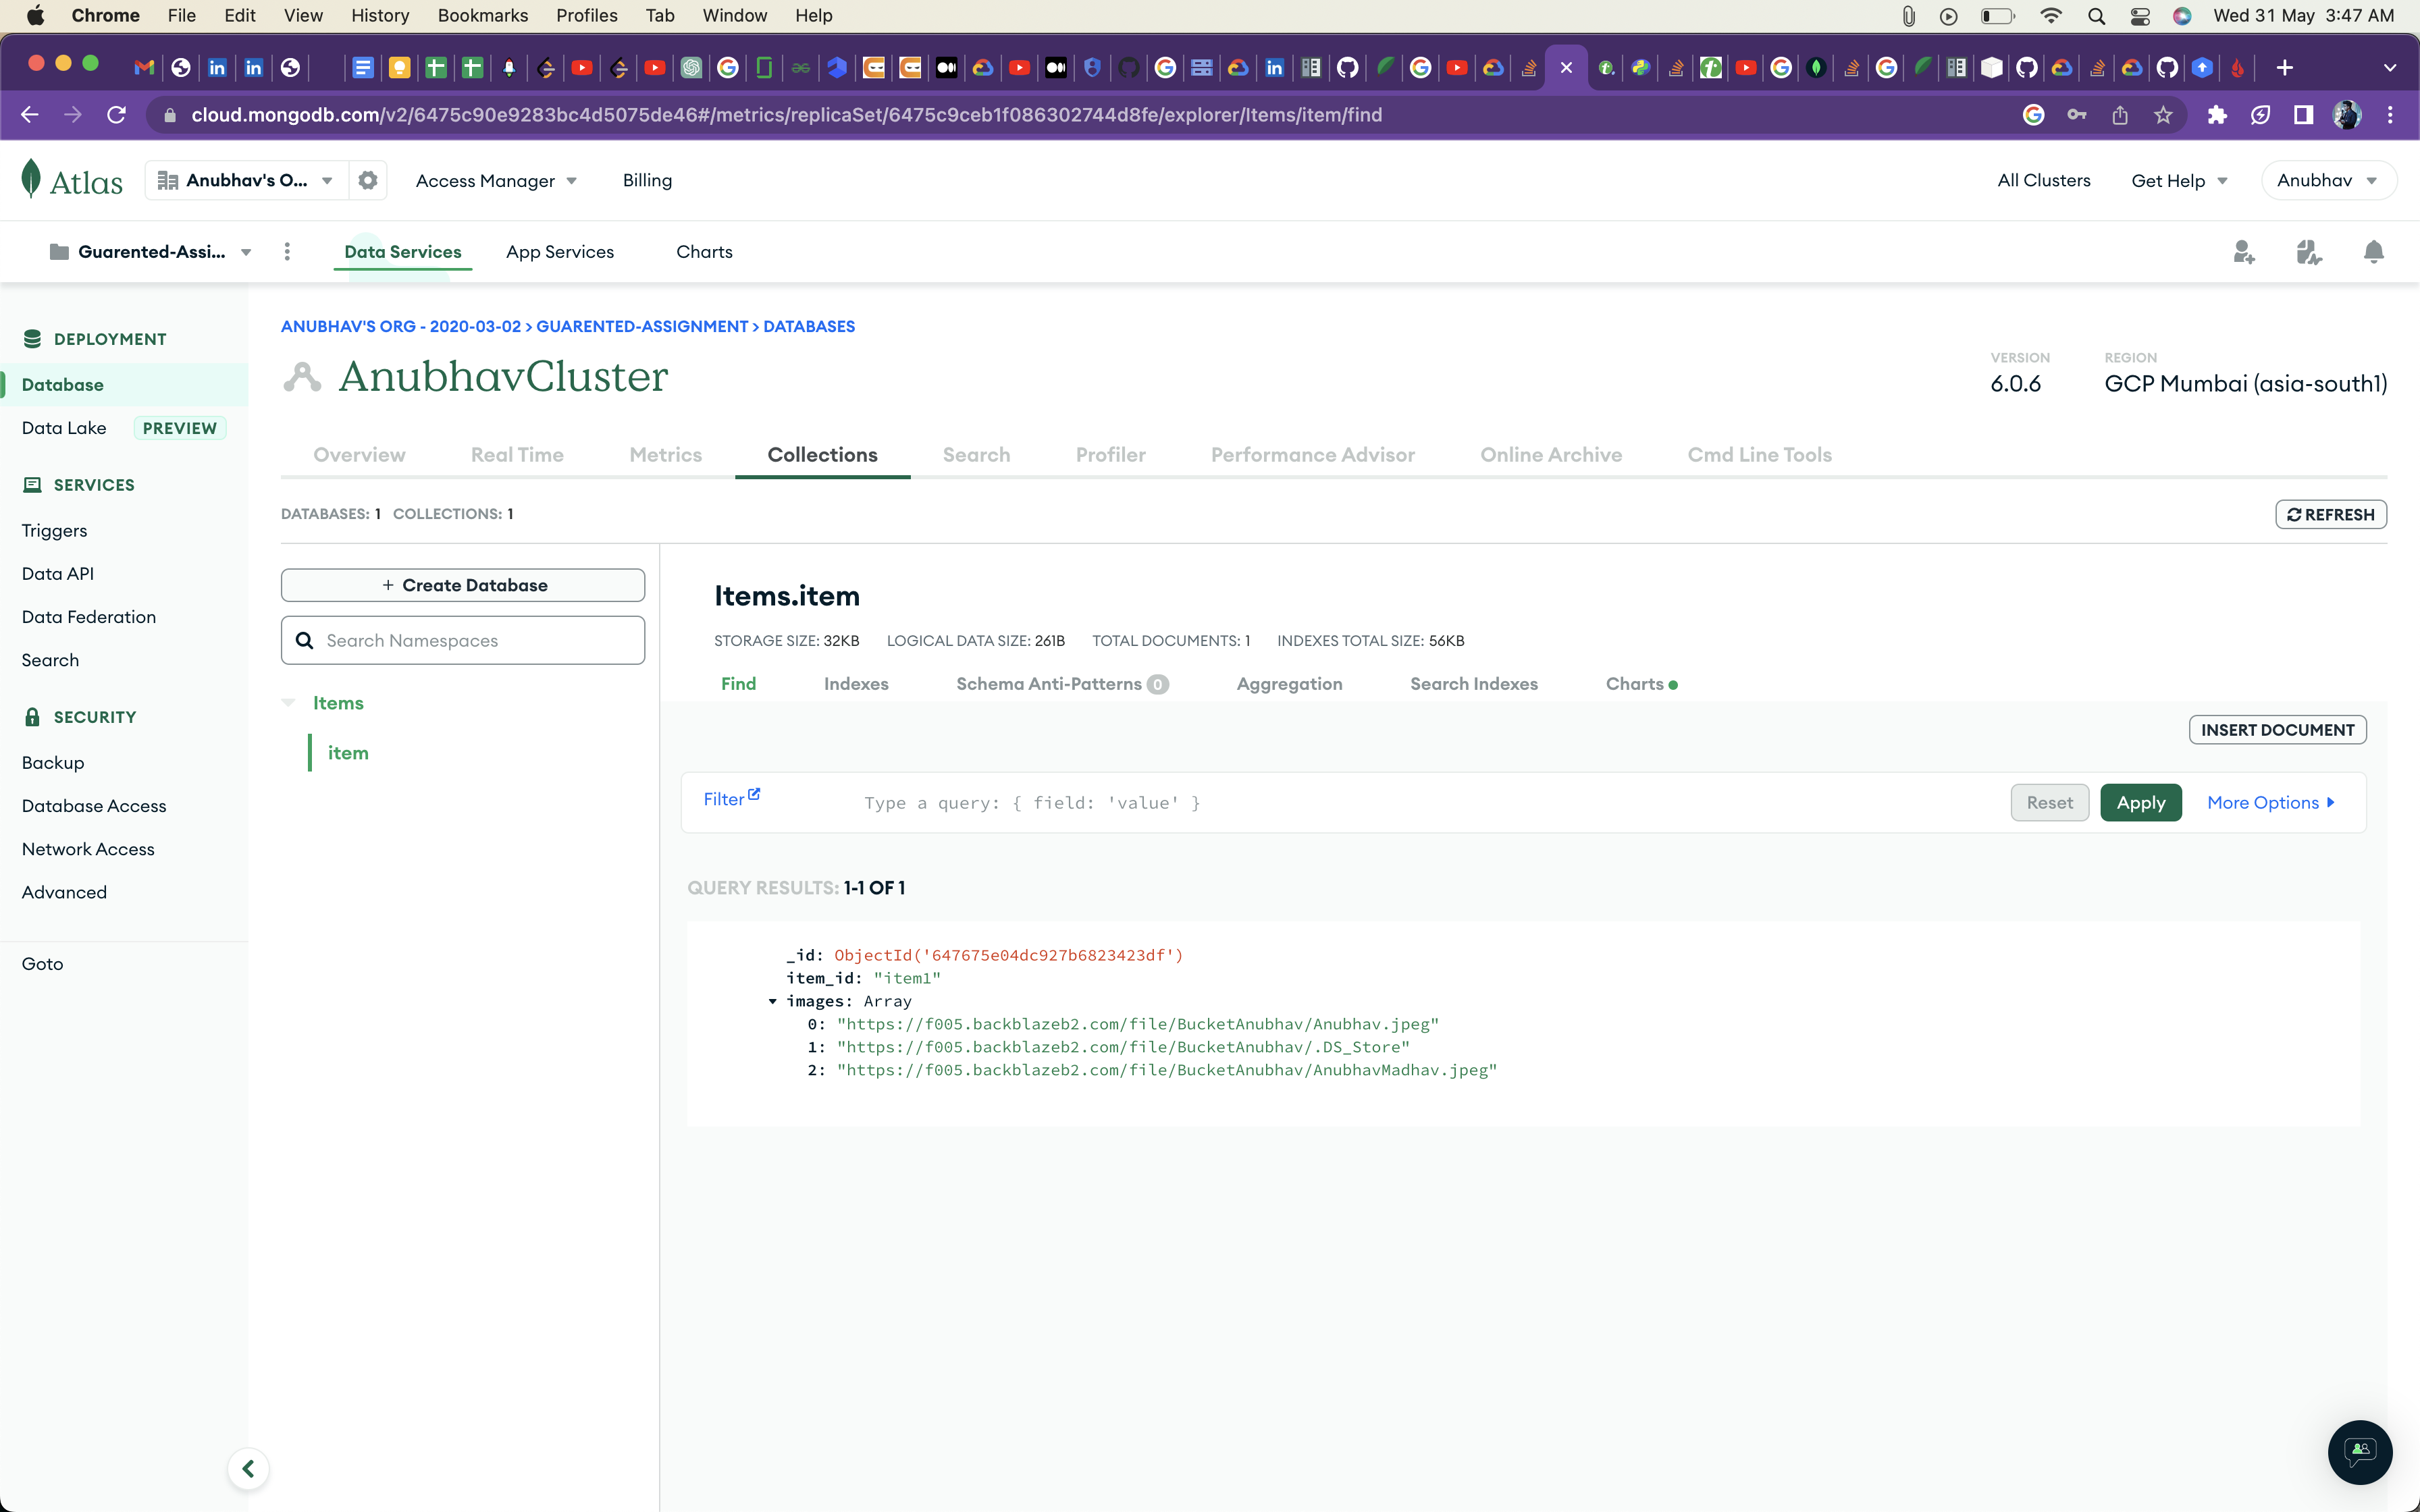 Chrome File Edit View History Bookmarks Profiles Tab Window Help Wed 31 May 3:47 AM
cloud.mongodb.com/v2/6475c90e9283bc4d5075de46#/metrics/replicaSet/6475c9ceb1f086302744d8fe/explorer/Items/item/find
Atlas Anubhav's O... Access Manager Billing All Clusters Get Help Anubhav
Guarented-Assi... Data Services App Services Charts
DEPLOYMENT
Database
Data Lake PREVIEW
SERVICES
Triggers
Data API
Data Federation
Search
SECURITY
Backup
Database Access
Network Access
Advanced
Goto
ANUBHAV'S ORG - 2020-03-02 > GUARENTED-ASSIGNMENT > DATABASES
AnubhavCluster
VERSION
6.0.6
REGION
GCP Mumbai (asia-south1)
Overview Real Time Metrics Collections Search Profiler Performance Advisor Online Archive Cmd Line Tools
DATABASES: 1 COLLECTIONS: 1 REFRESH
+ Create Database
Search Namespaces
Items
item
Items.item
STORAGE SIZE: 32KB LOGICAL DATA SIZE: 261B TOTAL DOCUMENTS: 1 INDEXES TOTAL SIZE: 56KB
Find Indexes Schema Anti-Patterns 0 Aggregation Search Indexes Charts
INSERT DOCUMENT
Filter Type a query: { field: 'value' } Reset Apply More Options
QUERY RESULTS: 1-1 OF 1
_id: ObjectId('647675e04dc927b6823423df')
item_id: "item1"
images: Array
0: "https://f005.backblazeb2.com/file/BucketAnubhav/Anubhav.jpeg"
1: "https://f005.backblazeb2.com/file/BucketAnubhav/.DS_Store"
2: "https://f005.backblazeb2.com/file/BucketAnubhav/AnubhavMadhav.jpeg"